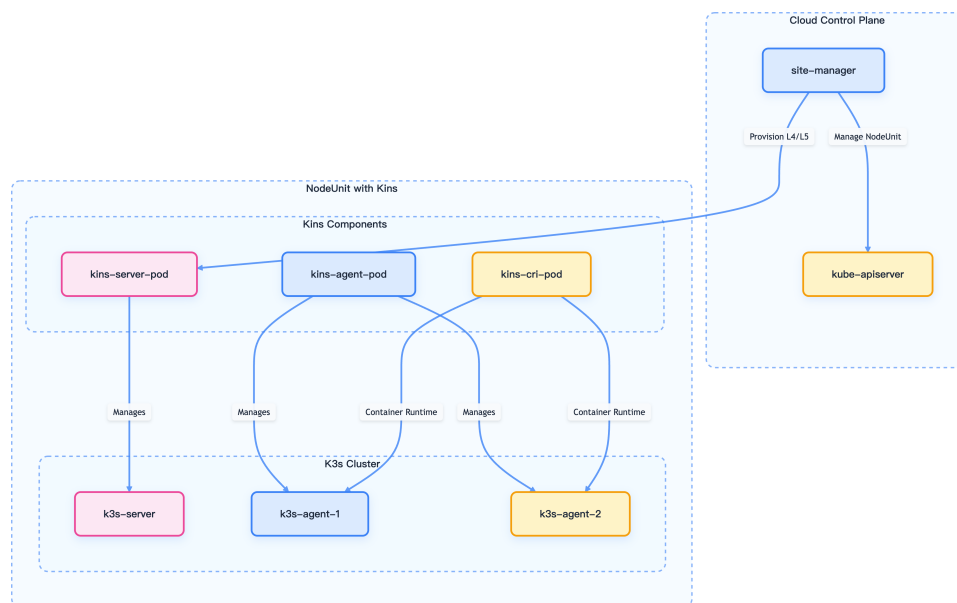 Cloud Control Plane
site-manager
Provision L4/L5
Manage NodeUnit
NodeUnit with Kins
Kins Components
kins-server-pod
kins-agent-pod
kins-cri-pod
kube-apiserver
Manages
Manages
Container Runtime
Manages
Container Runtime
K3s Cluster
k3s-server
k3s-agent-1
k3s-agent-2